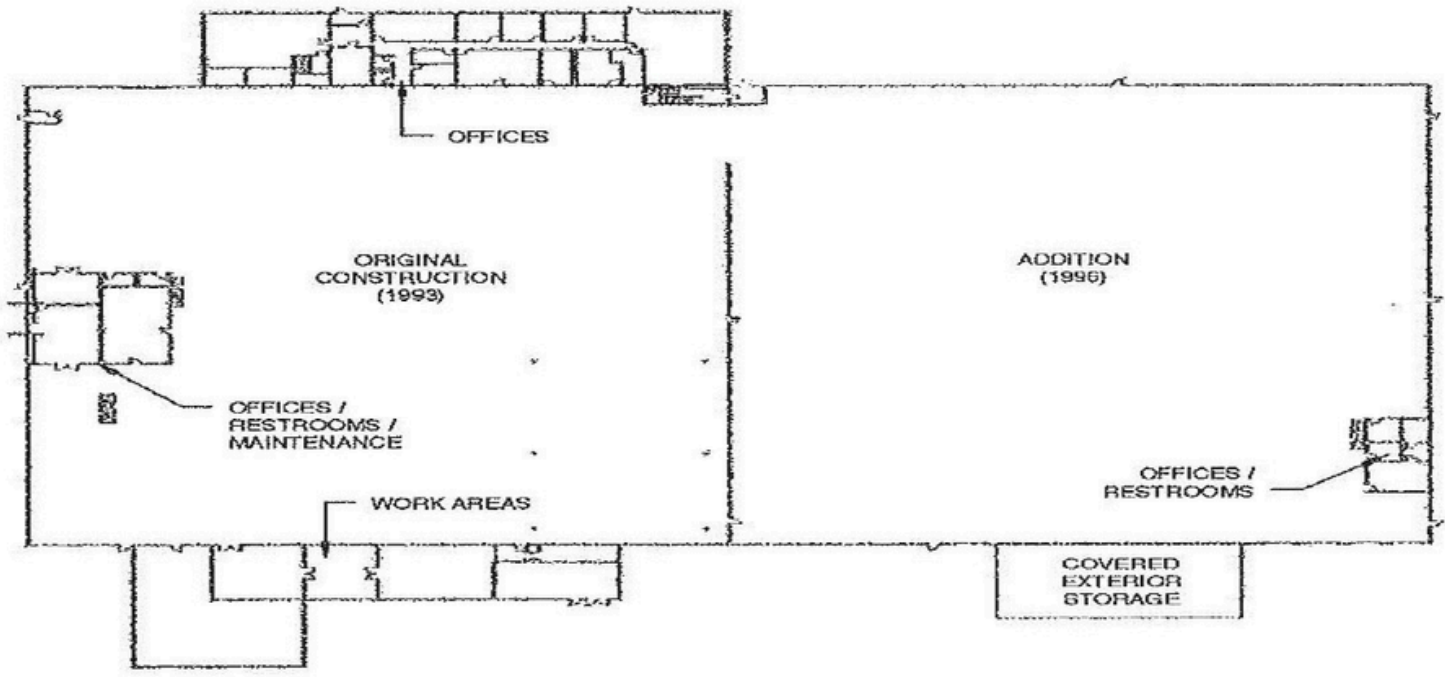 OFFICES
ORIGINAL
CONSTRUCTION
(1993)
ADDITION
(1996)
OFFICES /
RESTROOMS /
MAINTENANCE
OFFICES /
RESTROOMS
WORK AREAS
COVERED
EXTERIOR
STORAGE